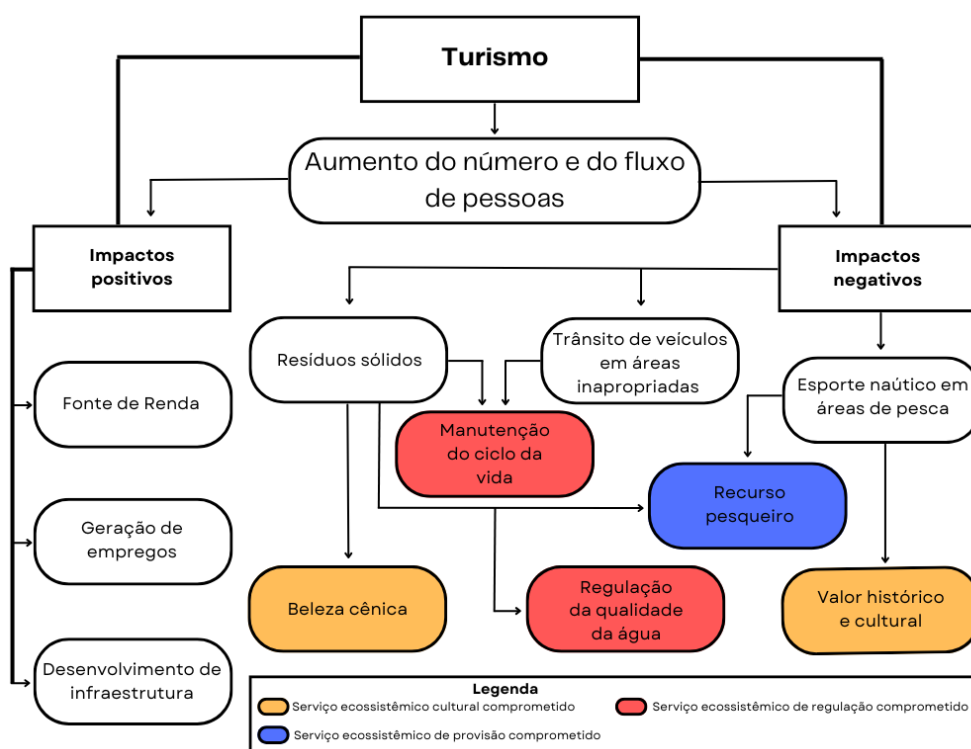 Turismo
Aumento do número e do fluxo
de pessoas
Impactos
positivos
Impactos
negativos
Resíduos sólidos
Trânsito de veículos
em áreas
inapropriadas
Esporte naútico em
áreas de pesca
Fonte de Renda
Manutenção
do ciclo da
vida
Recurso
pesqueiro
Geração de
empregos
Beleza cênica
Regulação
da qualidade
da água
Valor histórico
e cultural
Desenvolvimento de
infraestrutura
Legenda
Serviço ecossistêmico cultural comprometido
Serviço ecossistêmico de regulação comprometido
Serviço ecossistêmico de provisão comprometido